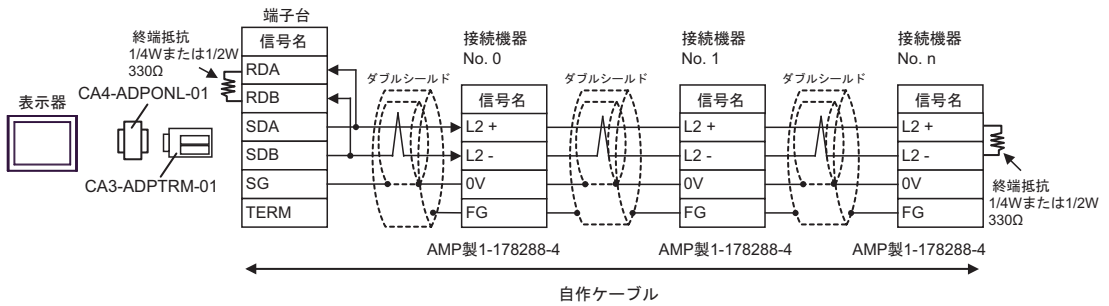 表示器
CA4-ADPONL-01
CA3-ADPTRM-01
終端抵抗
1/4Wまたは1/2W
330Ω
端子台
信号名
RDA
RDB
SDA
SDB
SG
TERM
ダブルシールド
接続機器
No. 0
信号名
L2 +
L2 -
0V
FG
AMP製1-178288-4
ダブルシールド
接続機器
No. 1
信号名
L2 +
L2 -
0V
FG
AMP製1-178288-4
ダブルシールド
接続機器
No. n
信号名
L2 +
L2 -
0V
FG
AMP製1-178288-4
終端抵抗
1/4Wまたは1/2W
330Ω
自作ケーブル